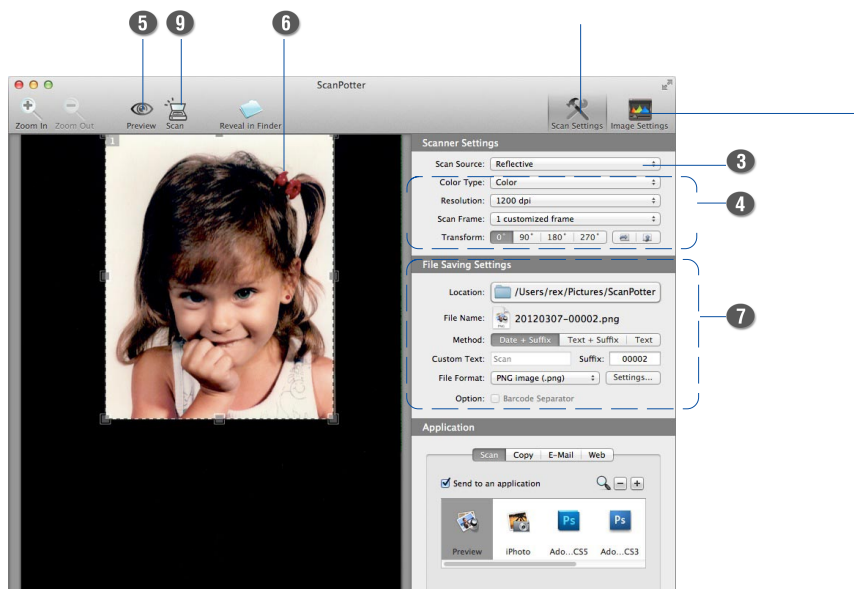 5 9 6
ScanPotter
Zoom In Zoom Out Preview Scan Reveal in Finder Scan Settings Image Settings
1
Scanner Settings
Scan Source: Reflective
3
Color Type: Color
Resolution: 1200 dpi
4
Scan Frame: 1 customized frame
Transform: 0° 90° 180° 270°
File Saving Settings
Location: /Users/rex/Pictures/ScanPotter
File Name: PNG 20120307-00002.png
7
Method: Date + Suffix Text + Suffix Text
Custom Text: Scan Suffix: 00002
File Format: PNG image (.png) Settings...
Option: Barcode Separator
Application
Scan Copy E-Mail Web
Send to an application
Ps Ps
Preview iPhoto Ado...CS5 Ado...CS3